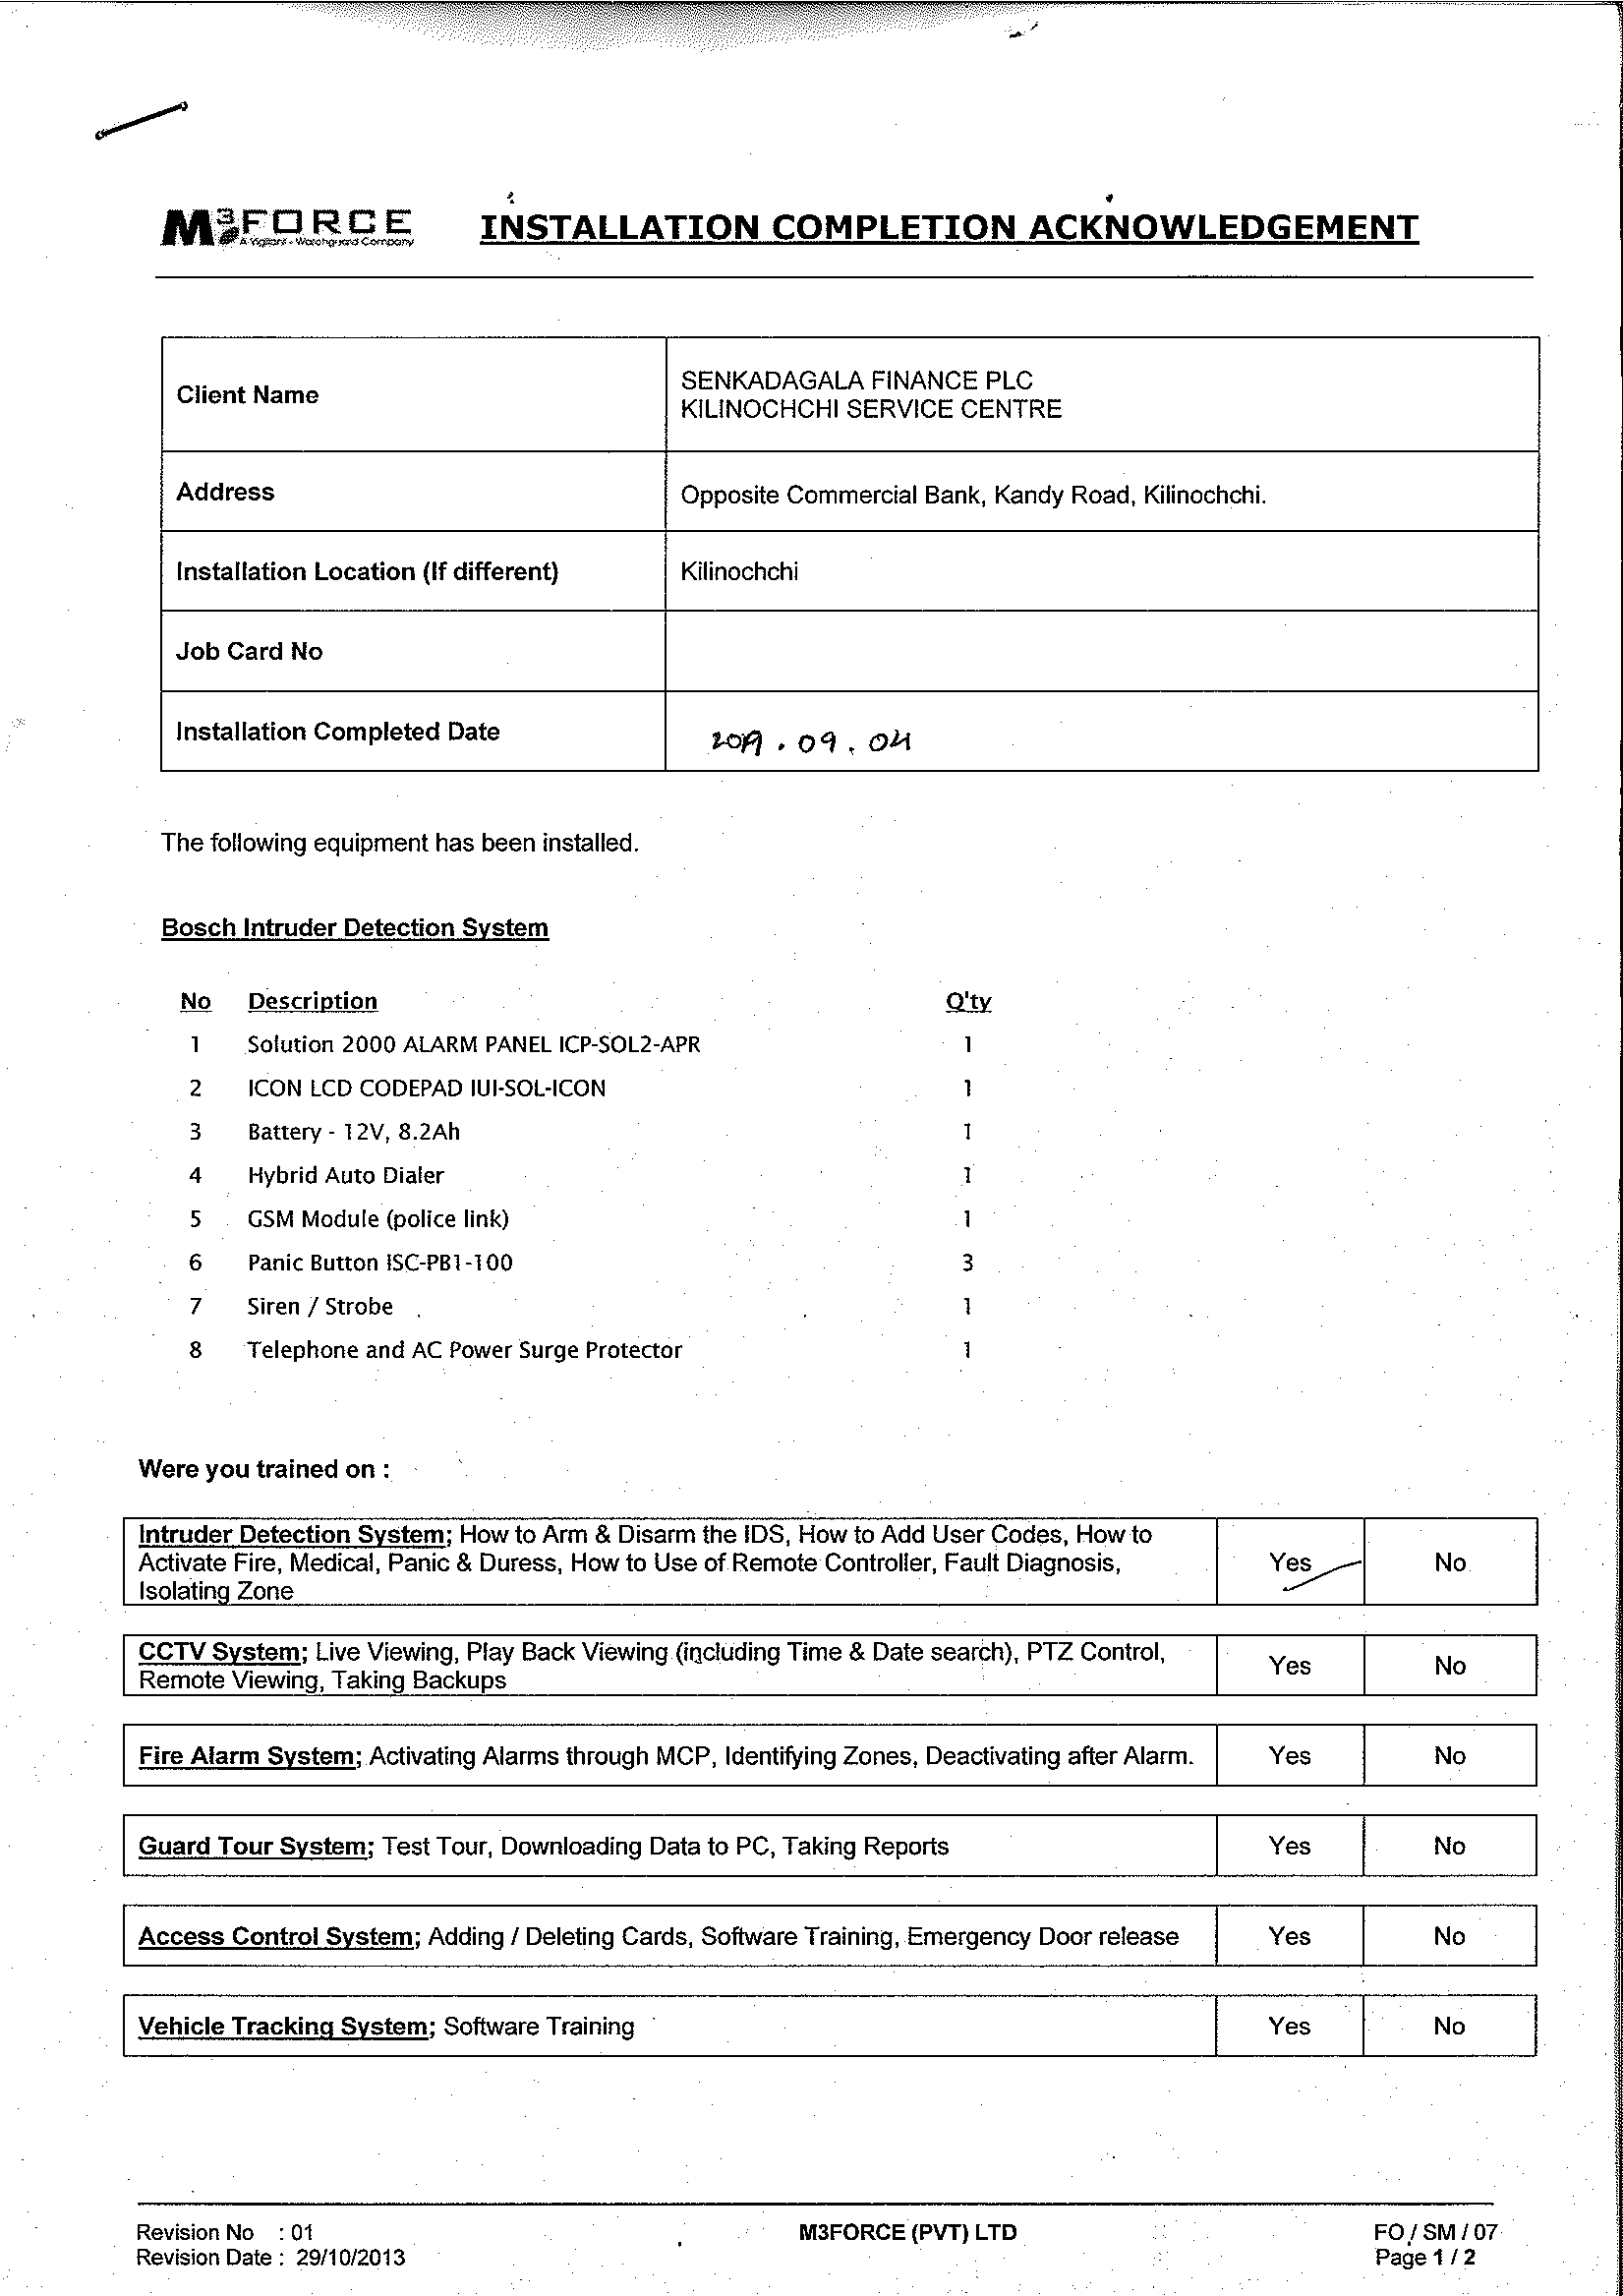 M3FORCE
A Vigilant - Watchguard Company
INSTALLATION COMPLETION ACKNOWLEDGEMENT
Client Name
SENKADAGALA FINANCE PLC
KILINOCHCHI SERVICE CENTRE
Address
Opposite Commercial Bank, Kandy Road, Kilinochchi.
Installation Location (If different)
Kilinochchi
Job Card No
Installation Completed Date
2019 . 09 . 04
The following equipment has been installed.
Bosch Intruder Detection System
No Description Q'ty
1 Solution 2000 ALARM PANEL ICP-SOL2-APR 1
2 ICON LCD CODEPAD IUI-SOL-ICON 1
3 Battery - 12V, 8.2Ah 1
4 Hybrid Auto Dialer 1
5 GSM Module (police link) 1
6 Panic Button ISC-PB1-100 3
7 Siren / Strobe 1
8 Telephone and AC Power Surge Protector 1
Were you trained on :
Intruder Detection System; How to Arm & Disarm the IDS, How to Add User Codes, How to
Activate Fire, Medical, Panic & Duress, How to Use of Remote Controller, Fault Diagnosis,
Isolating Zone
Yes No
CCTV System; Live Viewing, Play Back Viewing (including Time & Date search), PTZ Control,
Remote Viewing, Taking Backups
Yes No
Fire Alarm System; Activating Alarms through MCP, Identifying Zones, Deactivating after Alarm. Yes No
Guard Tour System; Test Tour, Downloading Data to PC, Taking Reports Yes No
Access Control System; Adding / Deleting Cards, Software Training, Emergency Door release Yes No
Vehicle Tracking System; Software Training Yes No
Revision No : 01 M3FORCE (PVT) LTD FO / SM / 07
Revision Date : 29/10/2013 Page 1 / 2